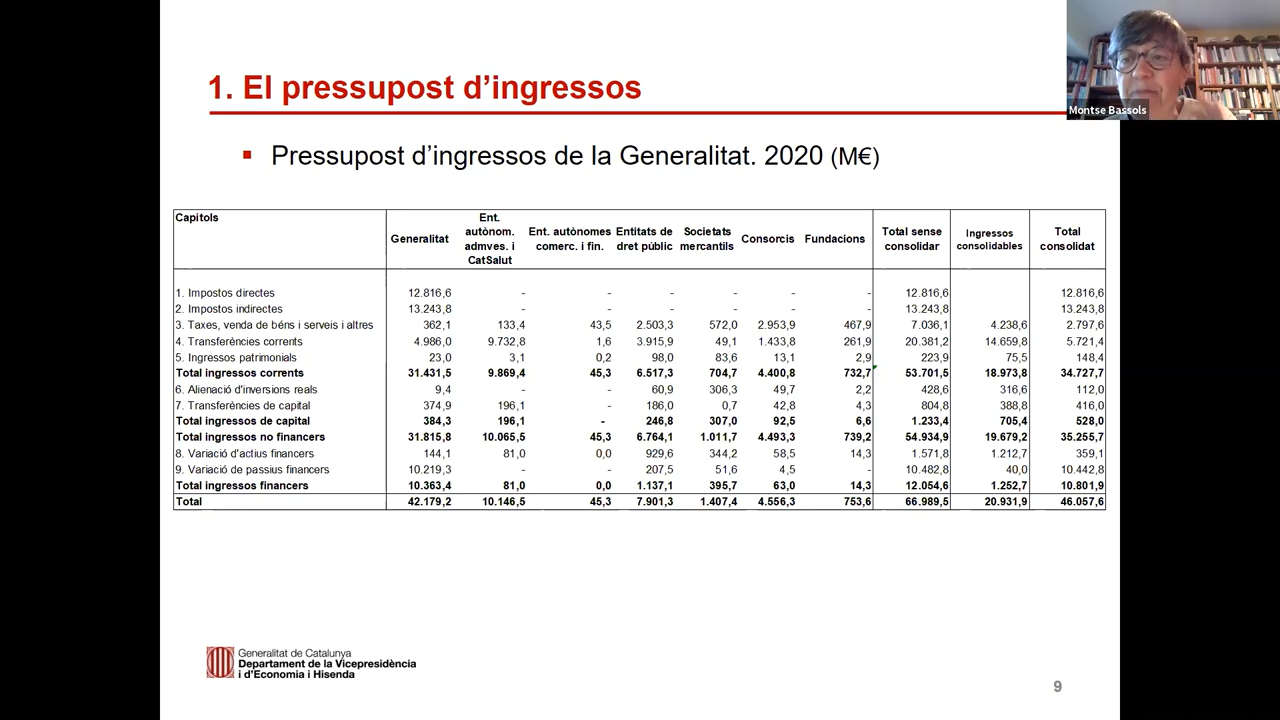 1. El pressupost d'ingressos
Montse Bassols
▪ Pressupost d'ingressos de la Generalitat. 2020 (M€)
Capítols Generalitat Ent. autònom. admves. i CatSalut Ent. autònomes comerc. i fin. Entitats de dret públic Societats mercantils Consorcis Fundacions Total sense consolidar Ingressos consolidables Total consolidat
1. Impostos directes 12.816,6 - - - - - - 12.816,6 12.816,6
2. Impostos indirectes 13.243,8 - - - - - - 13.243,8 13.243,8
3. Taxes, venda de béns i serveis i altres 362,1 133,4 43,5 2.503,3 572,0 2.953,9 467,9 7.036,1 4.238,6 2.797,6
4. Transferències corrents 4.986,0 9.732,8 1,6 3.915,9 49,1 1.433,8 261,9 20.381,2 14.659,8 5.721,4
5. Ingressos patrimonials 23,0 3,1 0,2 98,0 83,6 13,1 2,9 223,9 75,5 148,4
Total ingressos corrents 31.431,5 9.869,4 45,3 6.517,3 704,7 4.400,8 732,7 53.701,5 18.973,8 34.727,7
6. Alienació d'inversions reals 9,4 - - 60,9 306,3 49,7 2,2 428,6 316,6 112,0
7. Transferències de capital 374,9 196,1 - 186,0 0,7 42,8 4,3 804,8 388,8 416,0
Total ingressos de capital 384,3 196,1 - 246,8 307,0 92,5 6,6 1.233,4 705,4 528,0
Total ingressos no financers 31.815,8 10.065,5 45,3 6.764,1 1.011,7 4.493,3 739,2 54.934,9 19.679,2 35.255,7
8. Variació d'actius financers 144,1 81,0 0,0 929,6 344,2 58,5 14,3 1.571,8 1.212,7 359,1
9. Variació de passius financers 10.219,3 - - 207,5 51,6 4,5 - 10.482,8 40,0 10.442,8
Total ingressos financers 10.363,4 81,0 0,0 1.137,1 395,7 63,0 14,3 12.054,6 1.252,7 10.801,9
Total 42.179,2 10.146,5 45,3 7.901,3 1.407,4 4.556,3 753,6 66.989,5 20.931,9 46.057,6
Generalitat de Catalunya
Departament de la Vicepresidència
i d'Economia i Hisenda
9